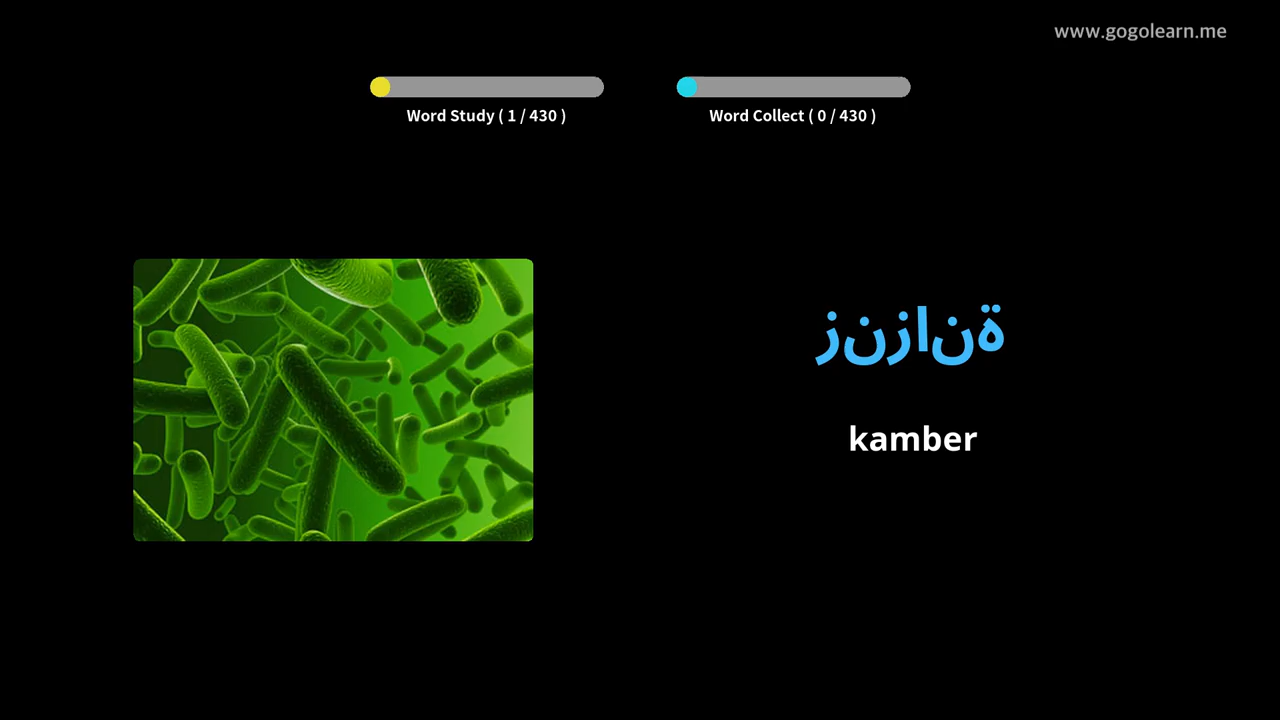 www.gogolearn.me
Word Study ( 1 / 430 )
Word Collect ( 0 / 430 )
زنزانة
kamber